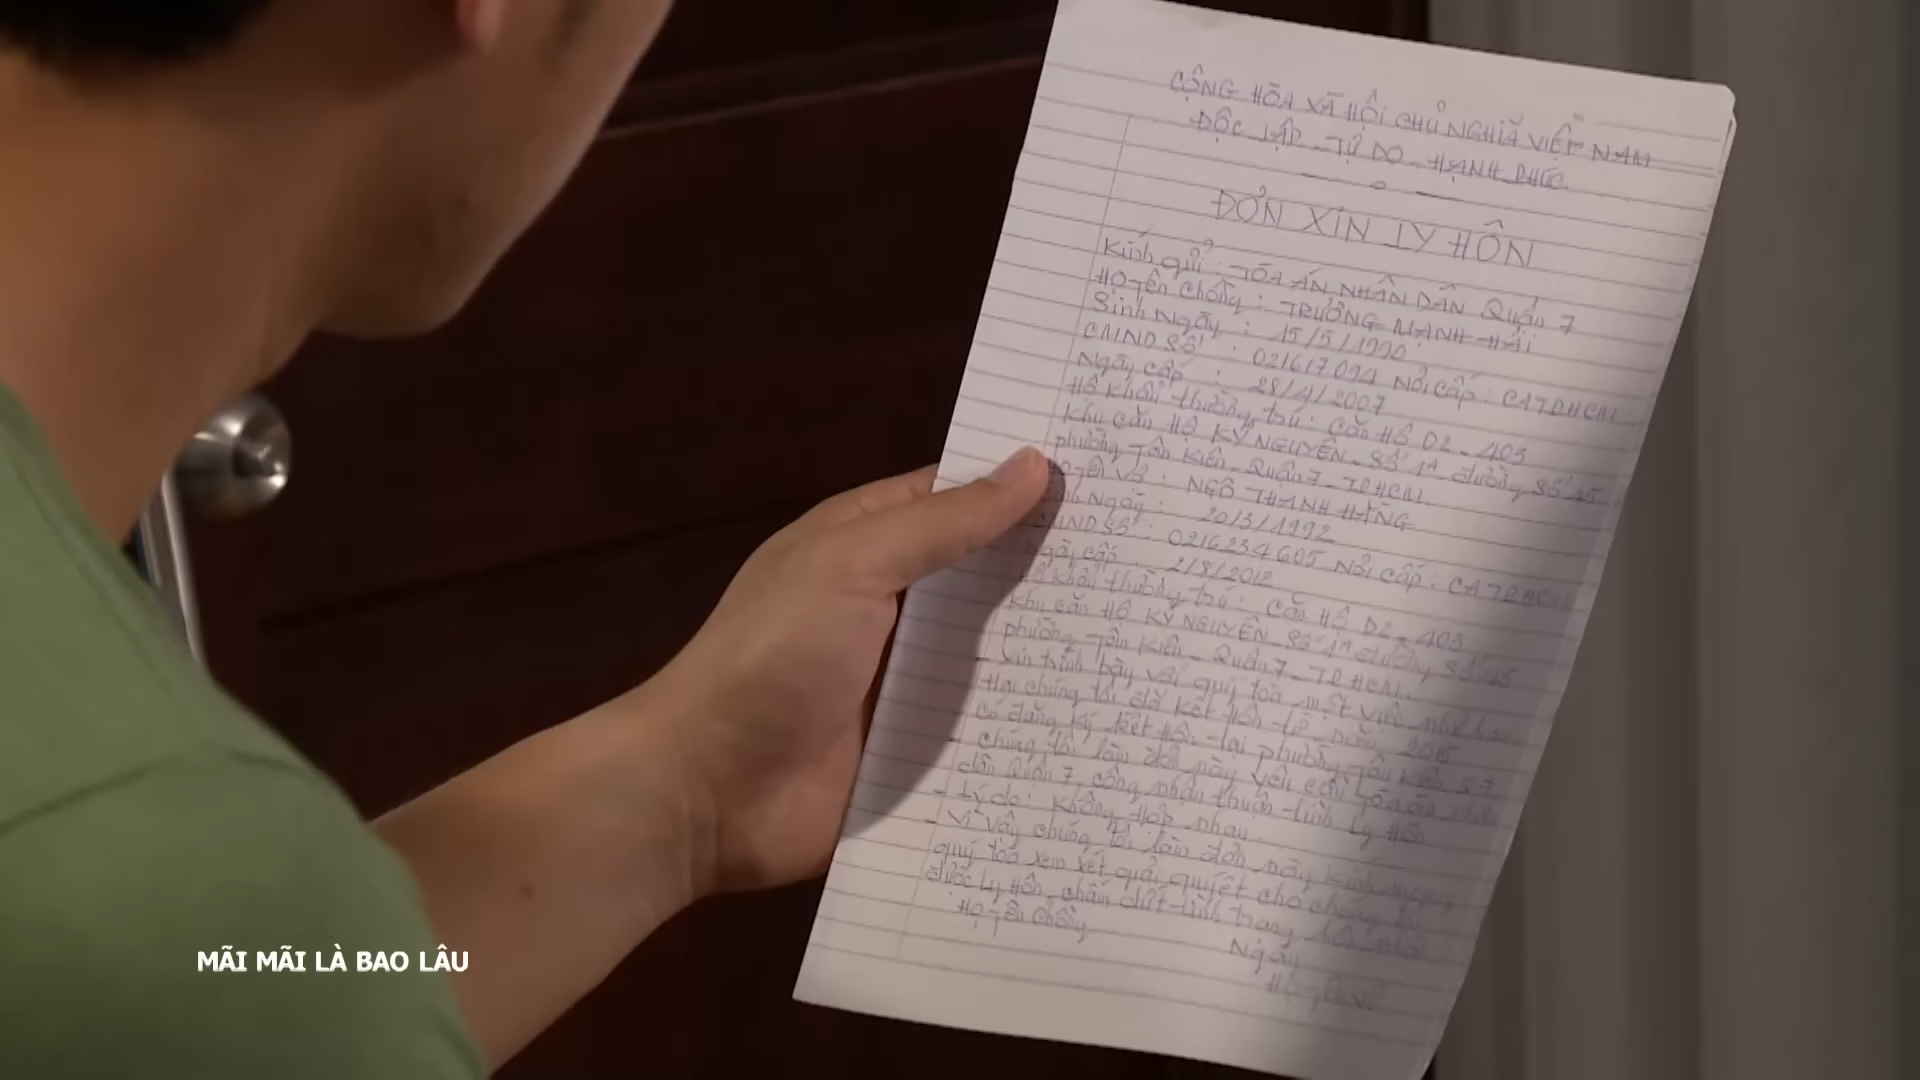 CỘNG HÒA XÃ HỘI CHỦ NGHĨA VIỆT NAM
ĐỘC LẬP - TỰ DO - HẠNH PHÚC
ĐƠN XIN LY HÔN
Kính gửi : TÒA ÁN NHÂN DÂN Quận 7
Họ tên chồng : TRƯƠNG MẠNH HẢI
Sinh Ngày : 15/5/1990
CMND số : 021617094 Nơi cấp : CATPHCM
Ngày cấp : 28/4/2007
Hộ khẩu thường trú : Căn Hộ D2 - 403
Khu căn Hộ KỶ NGUYÊN - Số 1A đường số 45
phường Tân Kiên - Quận 7 - TPHCM.
tên Vợ : NGÔ THANH HẰNG
Ngày : 20/3/1992
CMND số : 0216234605 Nơi cấp : CATPHCM
Ngày cấp 2/8/2012
Hộ khẩu thường trú : Căn Hộ D2 - 403
Khu căn Hộ KỶ NGUYÊN - Số 1A đường số 45
phường Tân Kiên - Quận 7 - TPHCM.
- Xin trình bày với quý tòa một việc như sau
Hai chúng tôi đã kết hôn từ năm 2015
có đăng ký kết hôn tại phường Tân Kiên Q7
- chúng tôi làm đơn này yêu cầu tòa án nhân
dân Quận 7 công nhận thuận tình ly hôn
- Lý do : không hợp nhau
- Vì vậy chúng tôi làm đơn này kính mong
quý tòa xem xét giải quyết cho chúng tôi
được ly hôn, chấm dứt tình trạng hôn nhân
Họ tên chồng
Ngày
Họ tên Vợ
MÃI MÃI LÀ BAO LÂU